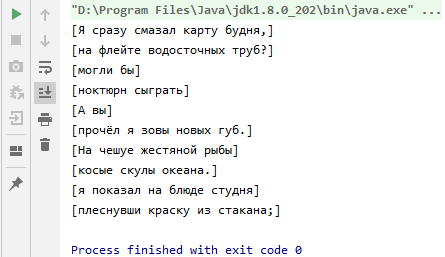 "D:\Program Files\Java\jdk1.8.0_202\bin\java.exe" ...
[Я сразу смазал карту будня,]
[на флейте водосточных труб?]
[могли бы]
[ноктюрн сыграть]
[А вы]
[прочёл я зовы новых губ.]
[На чешуе жестяной рыбы]
[косые скулы океана.]
[я показал на блюде студня]
[плеснувши краску из стакана;]
Process finished with exit code 0